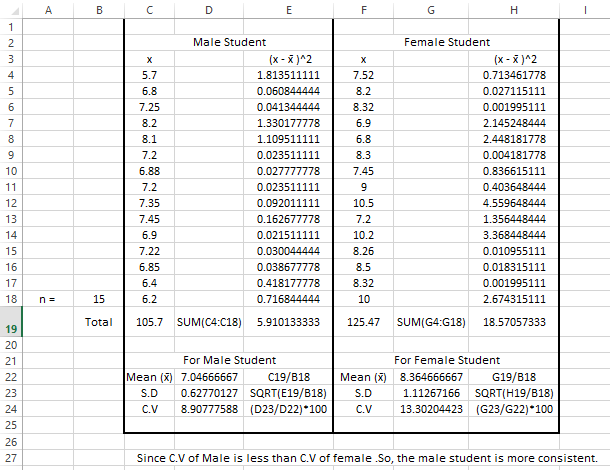 A B C D E F G H I
1
2 Male Student Female Student
3 x (x - x̄ )^2 x (x - x̄ )^2
4 5.7 1.813511111 7.52 0.713461778
5 6.8 0.060844444 8.2 0.027115111
6 7.25 0.041344444 8.32 0.001995111
7 8.2 1.330177778 6.9 2.145248444
8 8.1 1.109511111 6.8 2.448181778
9 7.2 0.023511111 8.3 0.004181778
10 6.88 0.027777778 7.45 0.836615111
11 7.2 0.023511111 9 0.403648444
12 7.35 0.092011111 10.5 4.559648444
13 7.45 0.162677778 7.2 1.356448444
14 6.9 0.021511111 10.2 3.368448444
15 7.22 0.030044444 8.26 0.010955111
16 6.85 0.038677778 8.5 0.018315111
17 6.4 0.418177778 8.32 0.001995111
18 n = 15 6.2 0.716844444 10 2.674315111
19 Total 105.7 SUM(C4:C18) 5.910133333 125.47 SUM(G4:G18) 18.57057333
20
21 For Male Student For Female Student
22 Mean (x̄) 7.04666667 C19/B18 Mean (x̄) 8.364666667 G19/B18
23 S.D 0.62770127 SQRT(E19/B18) S.D 1.11267166 SQRT(H19/B18)
24 C.V 8.90777588 (D23/D22)*100 C.V 13.30204423 (G23/G22)*100
25
26
27 Since C.V of Male is less than C.V of female .So, the male student is more consistent.